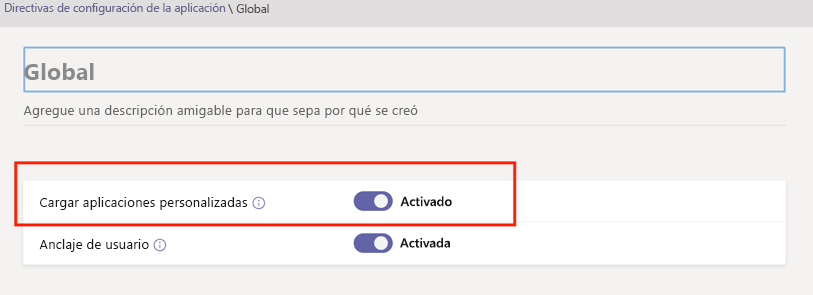 Directivas de configuración de la aplicación \ Global
Global
Agregue una descripción amigable para que sepa por qué se creó
Cargar aplicaciones personalizadas Activado
Anclaje de usuario Activada